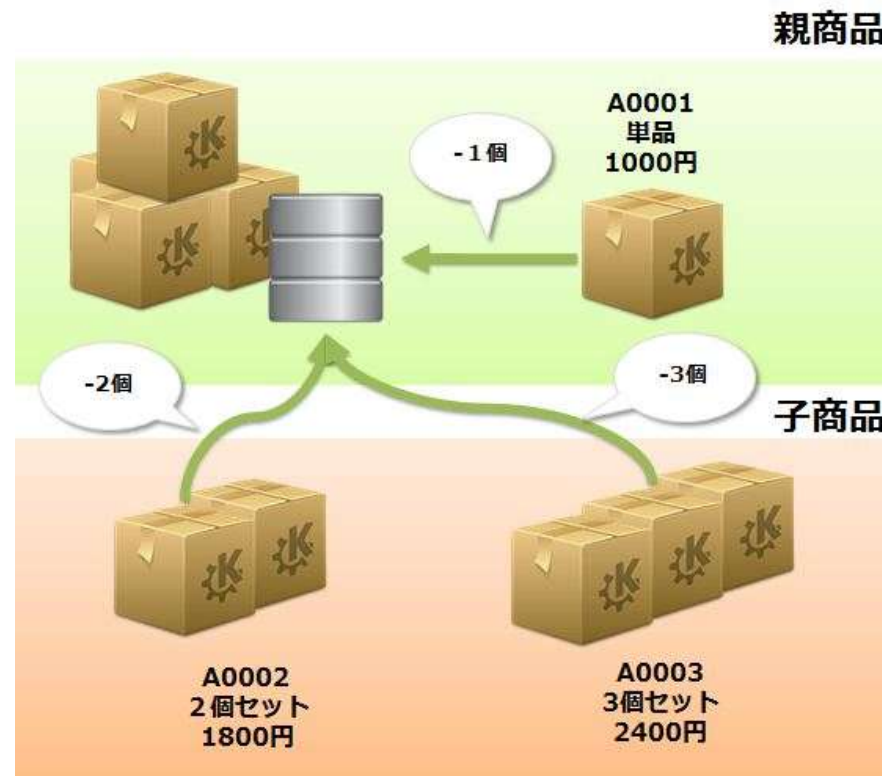 親商品
A0001
単品
1000円
-１個
-2個
-3個
子商品
A0002
２個セット
1800円
A0003
3個セット
2400円
K
K
K
K
K
K
K
K
K